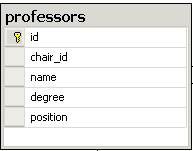 professors
id
chair_id
name
degree
position